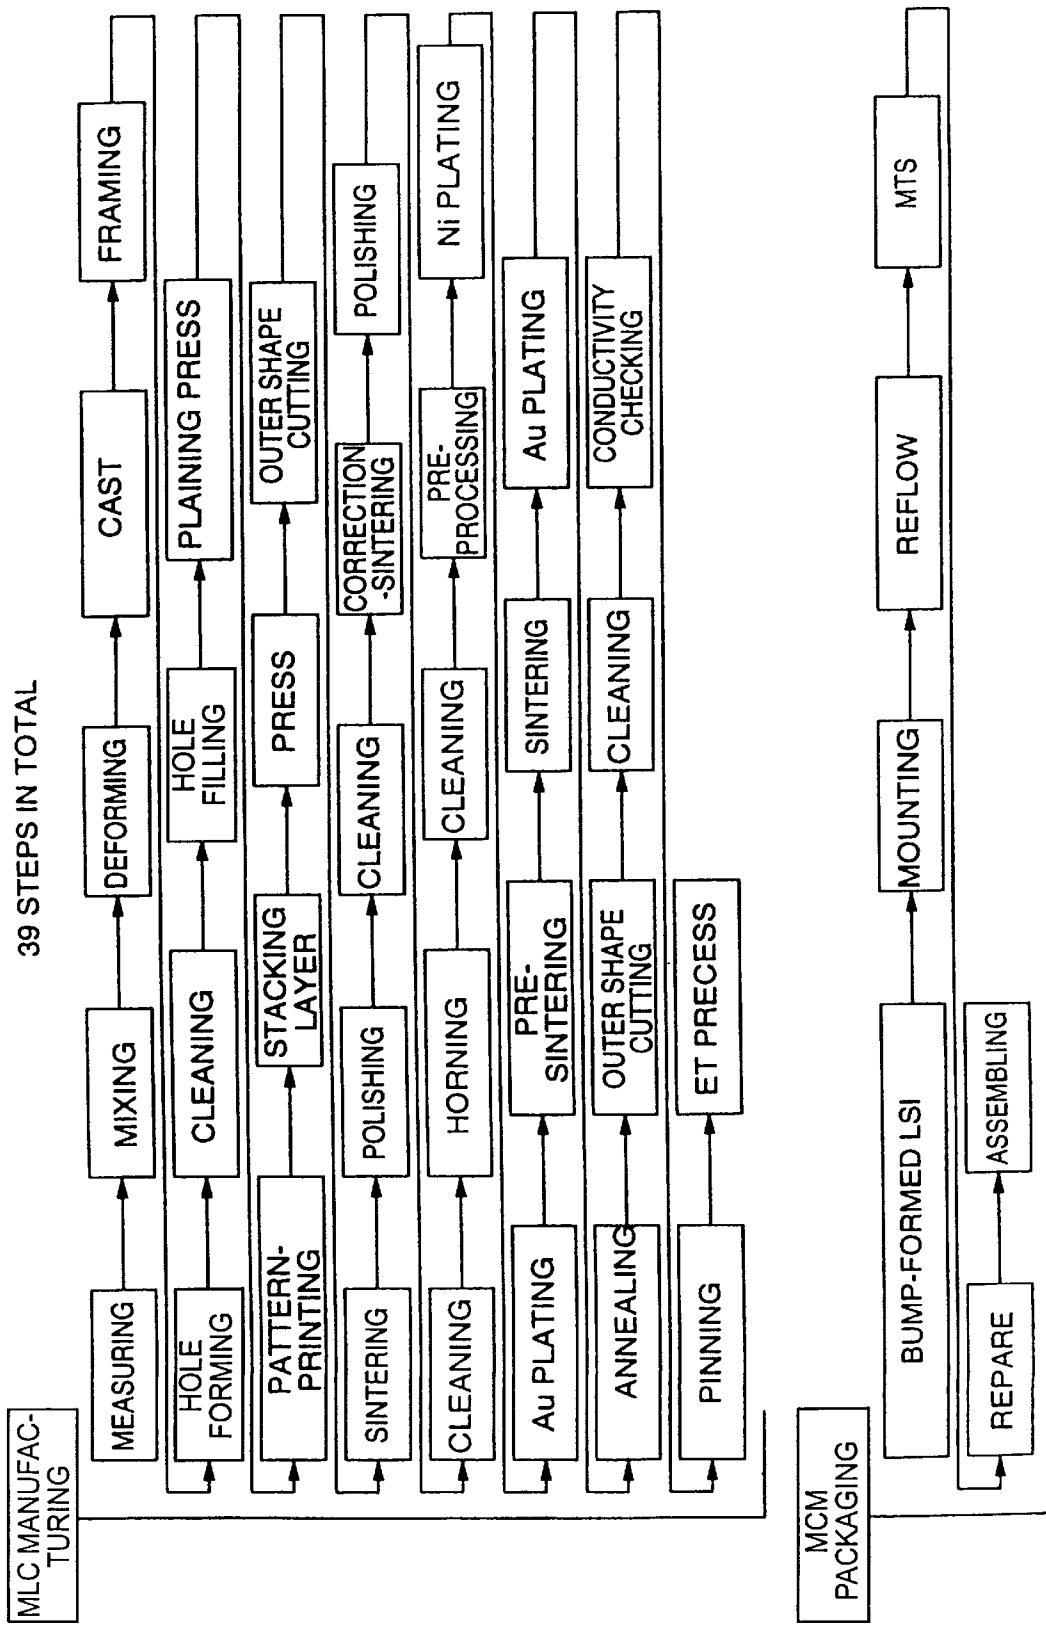 39 STEPS IN TOTAL
MLC MANUFAC-
TURING
MEASURING
MIXING
DEFORMING
CAST
FRAMING
HOLE
FORMING
CLEANING
HOLE
FILLING
PLAINING PRESS
PATTERN-
PRINTING
STACKING
LAYER
PRESS
OUTER SHAPE
CUTTING
SINTERING
POLISHING
CLEANING
CORRECTION
-SINTERING
POLISHING
CLEANING
HORNING
CLEANING
PRE-
PROCESSING
Ni PLATING
Au PLATING
PRE-
SINTERING
SINTERING
Au PLATING
ANNEALING
OUTER SHAPE
CUTTING
CLEANING
CONDUCTIVITY
CHECKING
PINNING
ET PRECESS
MCM
PACKAGING
BUMP-FORMED LSI
MOUNTING
REFLOW
MTS
REPARE
ASSEMBLING